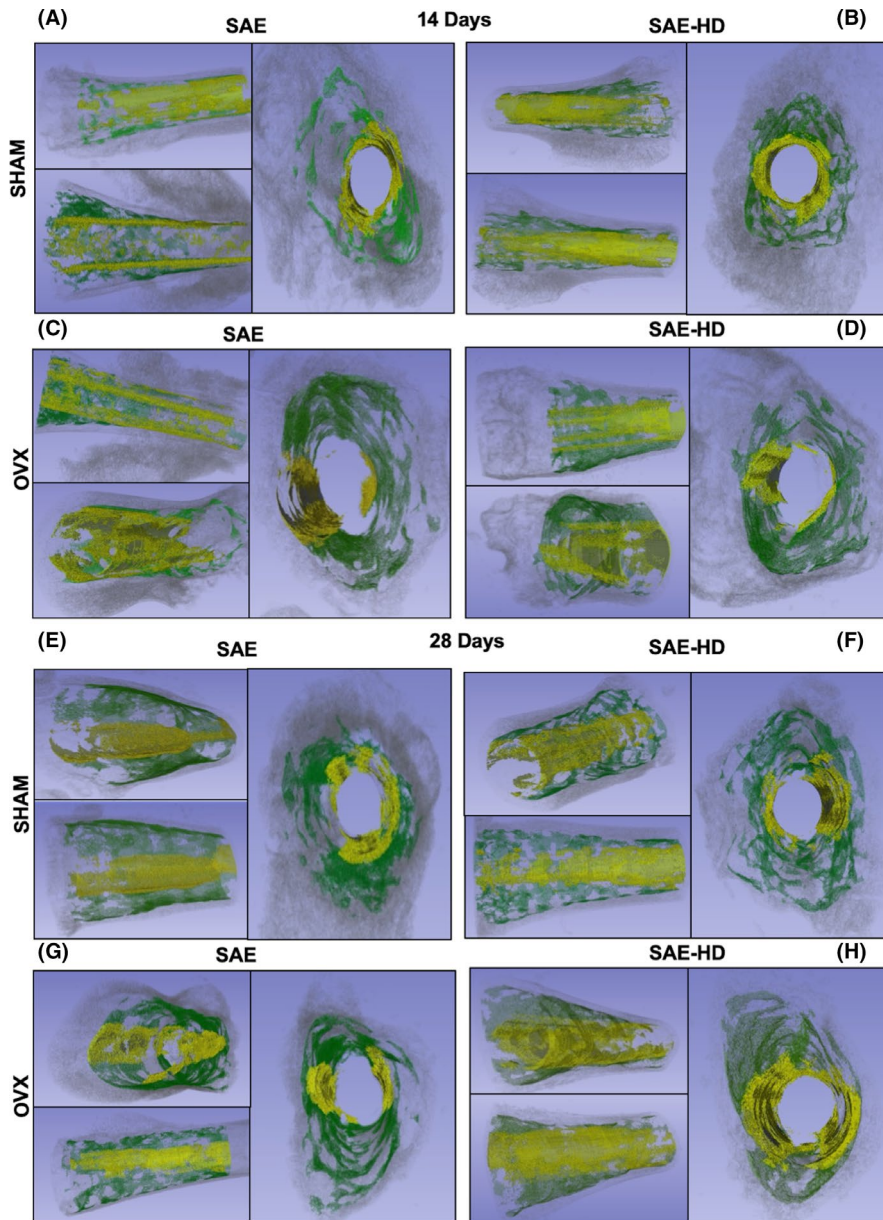 (A) SAE 14 Days SAE-HD (B)
SHAM
(C) SAE SAE-HD (D)
OVX
(E) SAE 28 Days SAE-HD (F)
SHAM
(G) SAE SAE-HD (H)
OVX